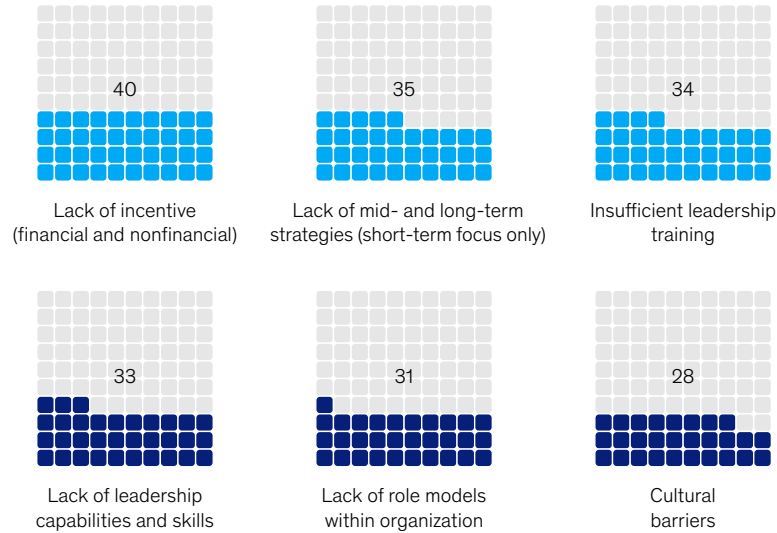 40
35
34
Lack of incentive
(financial and nonfinancial)
Lack of mid- and long-term
strategies (short-term focus only)
Insufficient leadership
training
33
31
28
Lack of leadership
capabilities and skills
Lack of role models
within organization
Cultural
barriers